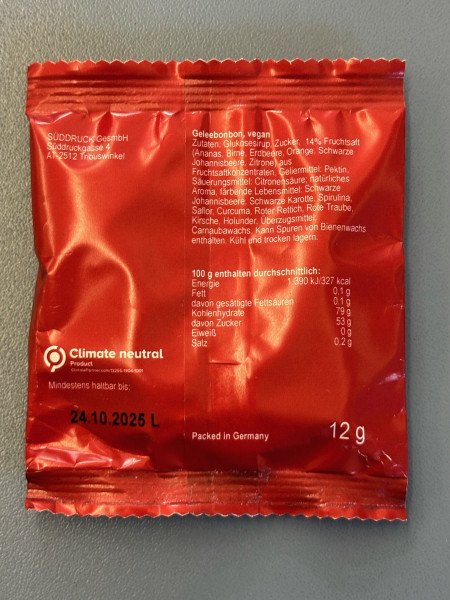 SÜDDRUCK GesmbH
Süddruckgasse 4
AT-2512 Tribuswinkel
Geleebonbon, vegan
Zutaten: Glukosesirup, Zucker, 14% Fruchtsaft
(Ananas, Birne, Erdbeere, Orange, Schwarze
Johannisbeere, Zitrone) aus
Fruchtsaftkonzentraten, Geliermittel: Pektin,
Säuerungsmittel: Citronensäure; natürliches
Aroma, färbende Lebensmittel: Schwarze
Johannisbeere, Schwarze Karotte, Spirulina,
Saflor, Curcuma, Roter Rettich, Rote Traube,
Kirsche, Holunder, Überzugsmittel:
Carnaubawachs. Kann Spuren von Bienenwachs
enthalten. Kühl und trocken lagern.
100 g enthalten durchschnittlich:
Energie 1.390 kJ/327 kcal
Fett 0,1 g
davon gesättigte Fettsäuren 0,1 g
Kohlenhydrate 79 g
davon Zucker 53 g
Eiweiß 0 g
Salz 0,2 g
Climate neutral
Product
Mindestens haltbar bis:
24.10.2025 L
Packed in Germany
12 g